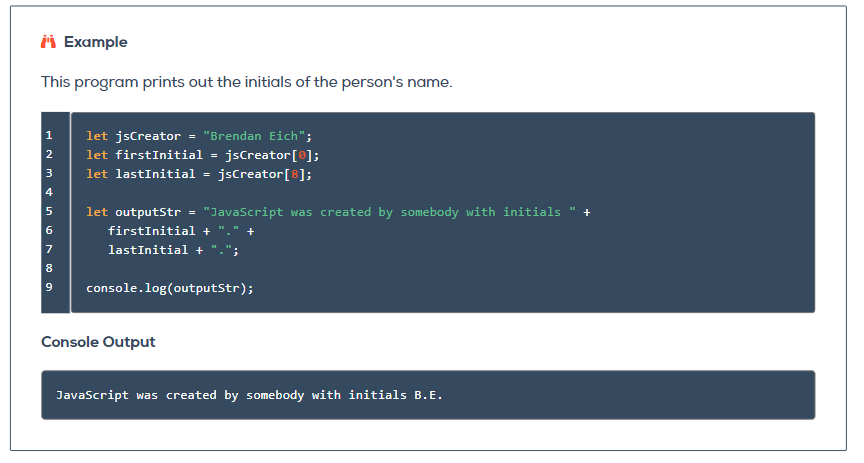 Example
This program prints out the initials of the person's name.
1 let jsCreator = "Brendan Eich";
2 let firstInitial = jsCreator[0];
3 let lastInitial = jsCreator[8];
4
5 let outputStr = "JavaScript was created by somebody with initials " +
6    firstInitial + "." +
7    lastInitial + ".";
8
9 console.log(outputStr);
Console Output
JavaScript was created by somebody with initials B.E.